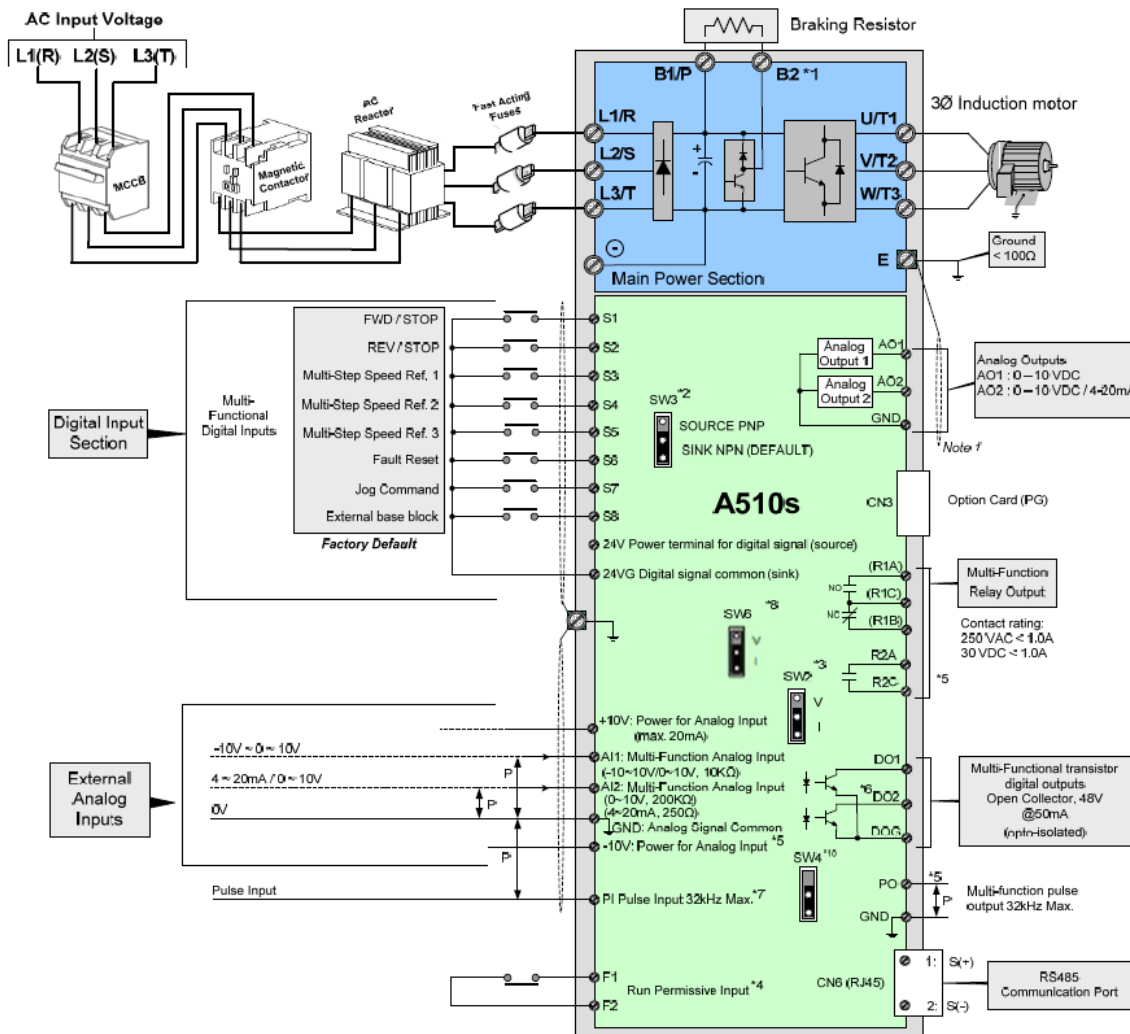 AC Input Voltage
L1(R) L2(S) L3(T)
MCCB
Magnetic
Contactor
AC
Reactor
Fast Acting
Fuses
Braking Resistor
B1/P
B2 *1
L1/R
L2/S
L3/T
+
-
⊖
Main Power Section
U/T1
V/T2
W/T3
E
3Ø Induction motor
Ground
< 100Ω
Digital Input
Section
Multi-
Functional
Digital Inputs
FWD / STOP
REV / STOP
Multi-Step Speed Ref. 1
Multi-Step Speed Ref. 2
Multi-Step Speed Ref. 3
Fault Reset
Jog Command
External base block
Factory Default
S1
S2
S3
S4
S5
S6
S7
S8
24V Power terminal for digital signal (source)
24VG Digital signal common (sink)
SW3 *2
SOURCE PNP
SINK NPN (DEFAULT)
A510s
Analog
Output 1
Analog
Output 2
AO1
AO2
GND
Analog Outputs
AO1 : 0 – 10 VDC
AO2 : 0 – 10 VDC / 4-20mA
Note 1
CN3
Option Card (PG)
(R1A)
NO
(R1C)
NC
(R1B)
R2A
R2C
*5
Multi-Function
Relay Output
Contact rating:
250 VAC < 1.0A
30 VDC < 1.0A
SW6 *8
V
I
SW2 *3
V
I
External
Analog
Inputs
-10V ~ 0 ~ 10V
4 ~ 20mA / 0 ~ 10V
0V
P
P
P
Pulse Input
+10V: Power for Analog Input
(max. 20mA)
AI1: Multi-Function Analog Input
(-10~10V/0~10V, 10KΩ)
AI2: Multi-Function Analog Input
(0~10V, 200KΩ)
(4~20mA, 250Ω)
GND: Analog Signal Common
-10V: Power for Analog Input *5
PI Pulse Input 32kHz Max. *7
SW4 *10
DO1
*6
DO2
DOG
Multi-Functional transistor
digital outputs
Open Collector, 48V
@50mA
(opto-isolated)
PO
*5
P
GND
Multi-function pulse
output 32kHz Max.
F1
F2
Run Permissive Input *4
CN6 (RJ45)
1: S(+)
2: S(-)
RS485
Communication Port